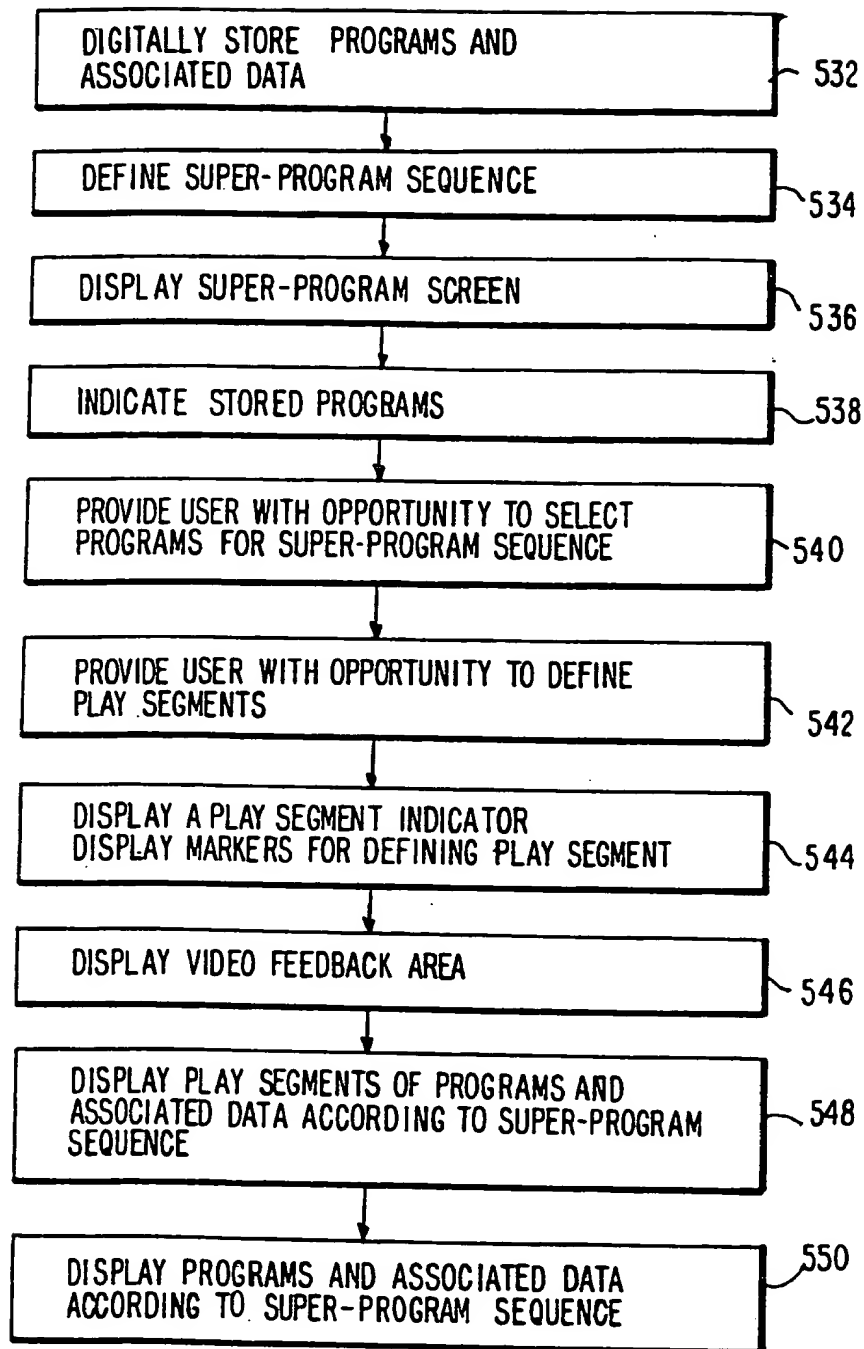 DIGITALLY STORE PROGRAMS AND
ASSOCIATED DATA
532
DEFINE SUPER-PROGRAM SEQUENCE
534
DISPLAY SUPER-PROGRAM SCREEN
536
INDICATE STORED PROGRAMS
538
PROVIDE USER WITH OPPORTUNITY TO SELECT
PROGRAMS FOR SUPER-PROGRAM SEQUENCE
540
PROVIDE USER WITH OPPORTUNITY TO DEFINE
PLAY SEGMENTS
542
DISPLAY A PLAY SEGMENT INDICATOR
DISPLAY MARKERS FOR DEFINING PLAY SEGMENT
544
DISPLAY VIDEO FEEDBACK AREA
546
DISPLAY PLAY SEGMENTS OF PROGRAMS AND
ASSOCIATED DATA ACCORDING TO SUPER-PROGRAM
SEQUENCE
548
DISPLAY PROGRAMS AND ASSOCIATED DATA
ACCORDING TO SUPER-PROGRAM SEQUENCE
550